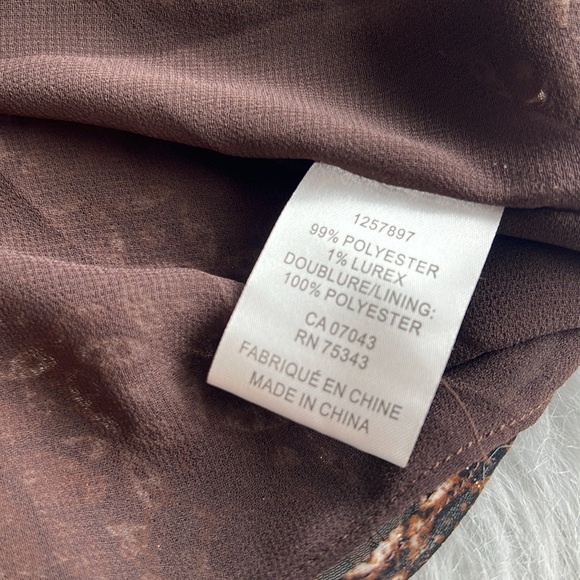 1257897
99% POLYESTER
1% LUREX
DOUBLURE/LINING:
100% POLYESTER
CA 07043
RN 75343
FABRIQUÉ EN CHINE
MADE IN CHINA